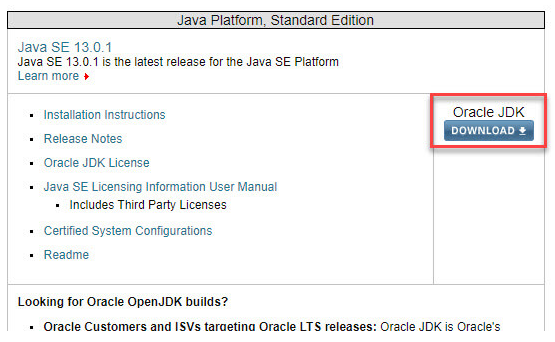 Java Platform, Standard Edition
Java SE 13.0.1
Java SE 13.0.1 is the latest release for the Java SE Platform
Learn more
Installation Instructions
Release Notes
Oracle JDK License
Java SE Licensing Information User Manual
Includes Third Party Licenses
Certified System Configurations
Readme
Oracle JDK
DOWNLOAD
Looking for Oracle OpenJDK builds?
Oracle Customers and ISVs targeting Oracle LTS releases: Oracle JDK is Oracle's